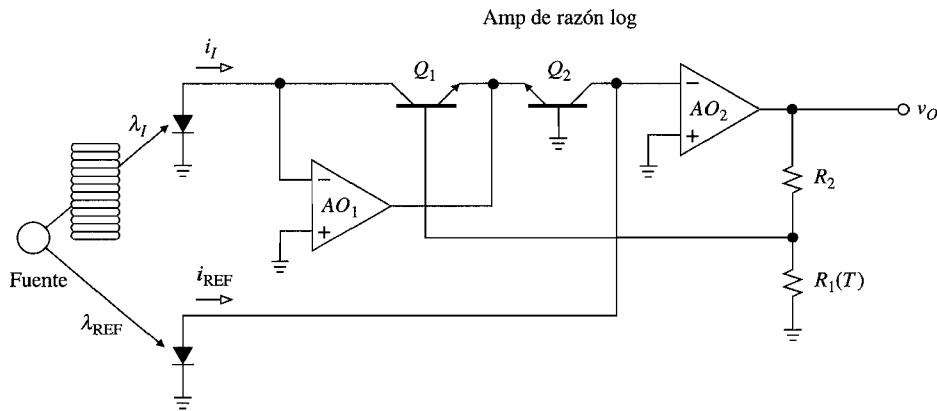 Amp de razón log
i_I
Q_1
Q_2
λ_I
AO_1
−
+
AO_2
−
+
v_O
R_2
R_1(T)
Fuente
i_REF
λ_REF